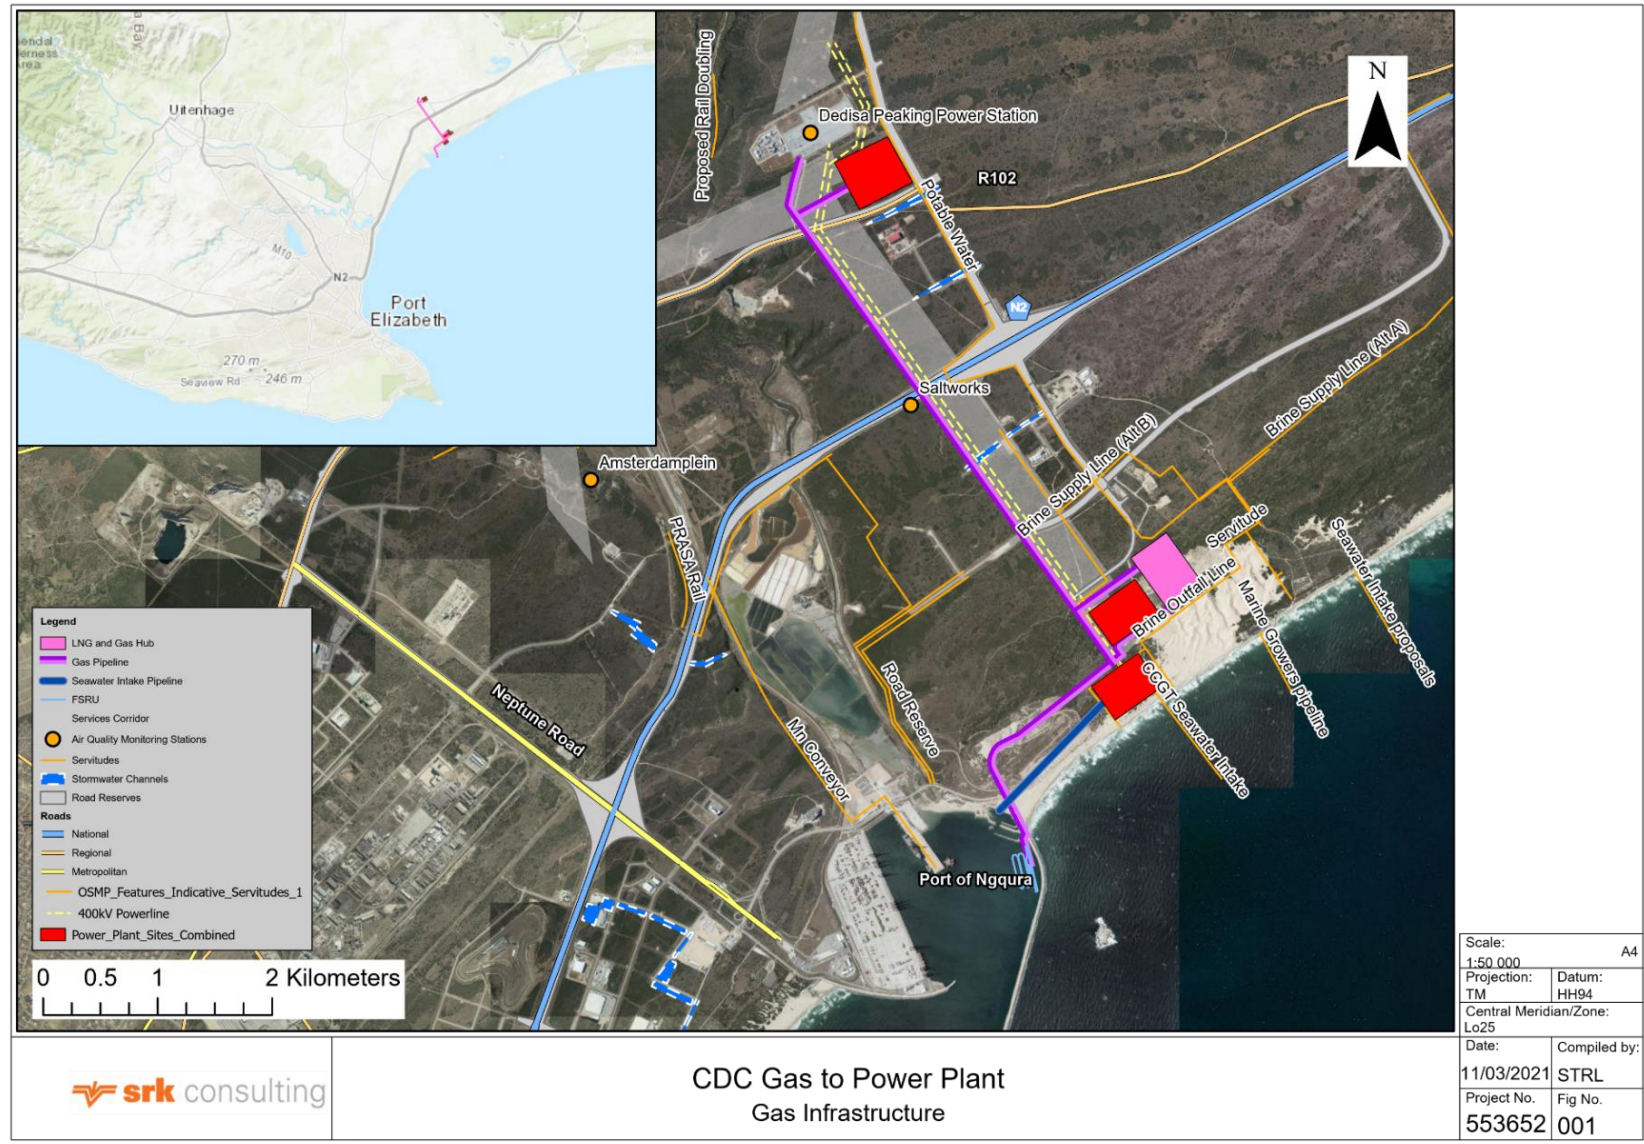 Uitenhage
M10
N2
Port
Elizabeth
270 m
246 m
Seaview Rd
Proposed Rail Doubling
Dedisa Peaking Power Station
N
R102
Potable Water
N2
Saltworks
Amsterdamplein
PRASA Rail
Brine Supply Line (Alt B)
Brine Supply Line (Alt A)
Servitude
Seawater Intake proposals
Brine Outfall Line
Marine Growers pipeline
CCGT Seawater Intake
Road Reserve
Mn Conveyor
Neptune Road
Port of Ngqura
Legend
LNG and Gas Hub
Gas Pipeline
Seawater Intake Pipeline
FSRU
Services Corridor
Air Quality Monitoring Stations
Servitudes
Stormwater Channels
Road Reserves
Roads
National
Regional
Metropolitan
OSMP_Features_Indicative_Servitudes_1
400kV Powerline
Power_Plant_Sites_Combined
0 0.5 1 2 Kilometers
Scale: A4
1:50 000
Projection: Datum:
TM HH94
Central Meridian/Zone:
Lo25
Date: Compiled by:
11/03/2021 STRL
Project No. Fig No.
553652 001
srk consulting
CDC Gas to Power Plant
Gas Infrastructure